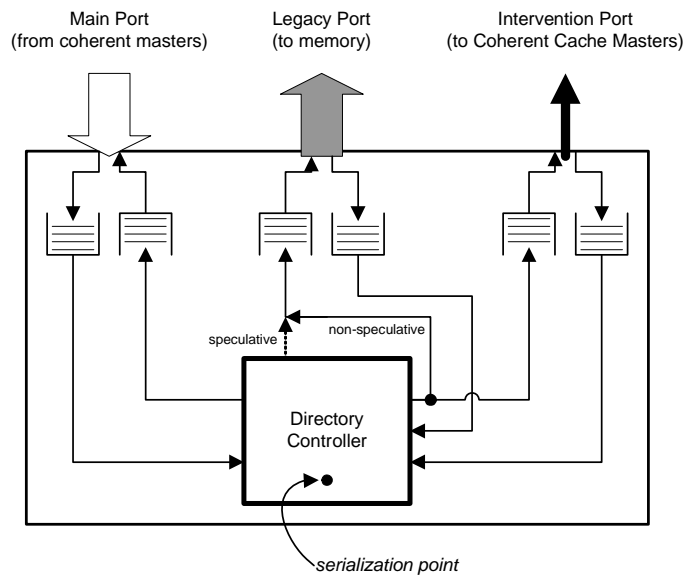 Main Port
(from coherent masters)
Legacy Port
(to memory)
Intervention Port
(to Coherent Cache Masters)
speculative
non-speculative
Directory
Controller
serialization point